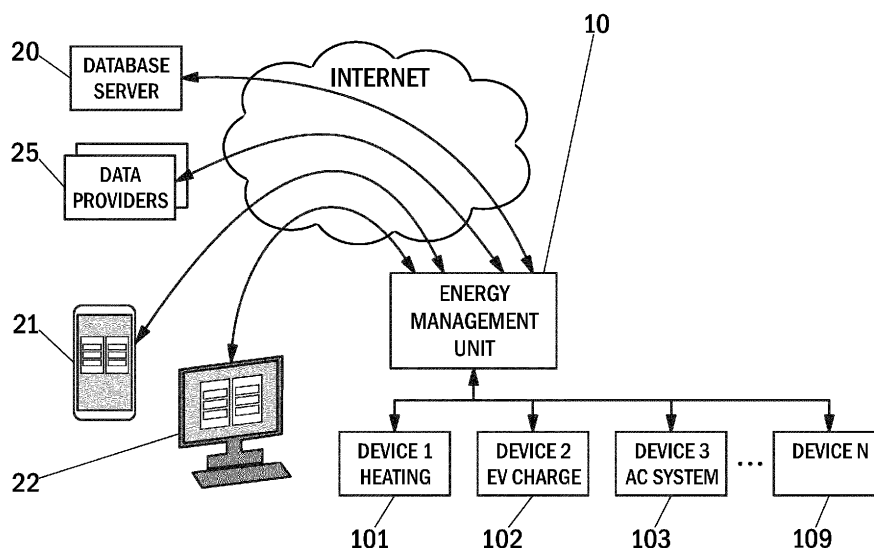 20
DATABASE
SERVER
INTERNET
10
25
DATA
PROVIDERS
21
ENERGY
MANAGEMENT
UNIT
22
DEVICE 1
HEATING
DEVICE 2
EV CHARGE
DEVICE 3
AC SYSTEM
...
DEVICE N
101
102
103
109